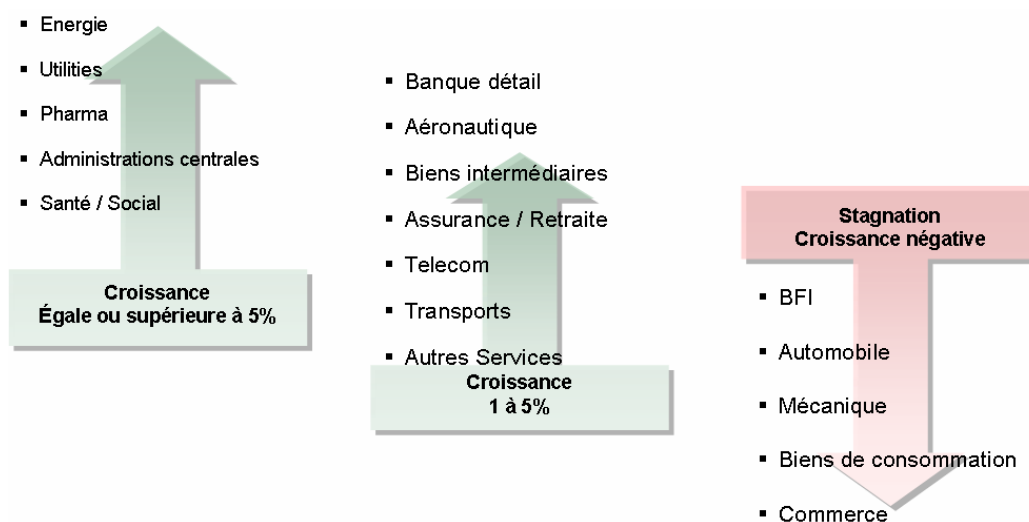 ▪ Energie
▪ Utilities
▪ Pharma
▪ Administrations centrales
▪ Santé / Social
Croissance
Égale ou supérieure à 5%
▪ Banque détail
▪ Aéronautique
▪ Biens intermédiaires
▪ Assurance / Retraite
▪ Telecom
▪ Transports
▪ Autres Services
Croissance
1 à 5%
Stagnation
Croissance négative
▪ BFI
▪ Automobile
▪ Mécanique
▪ Biens de consommation
▪ Commerce